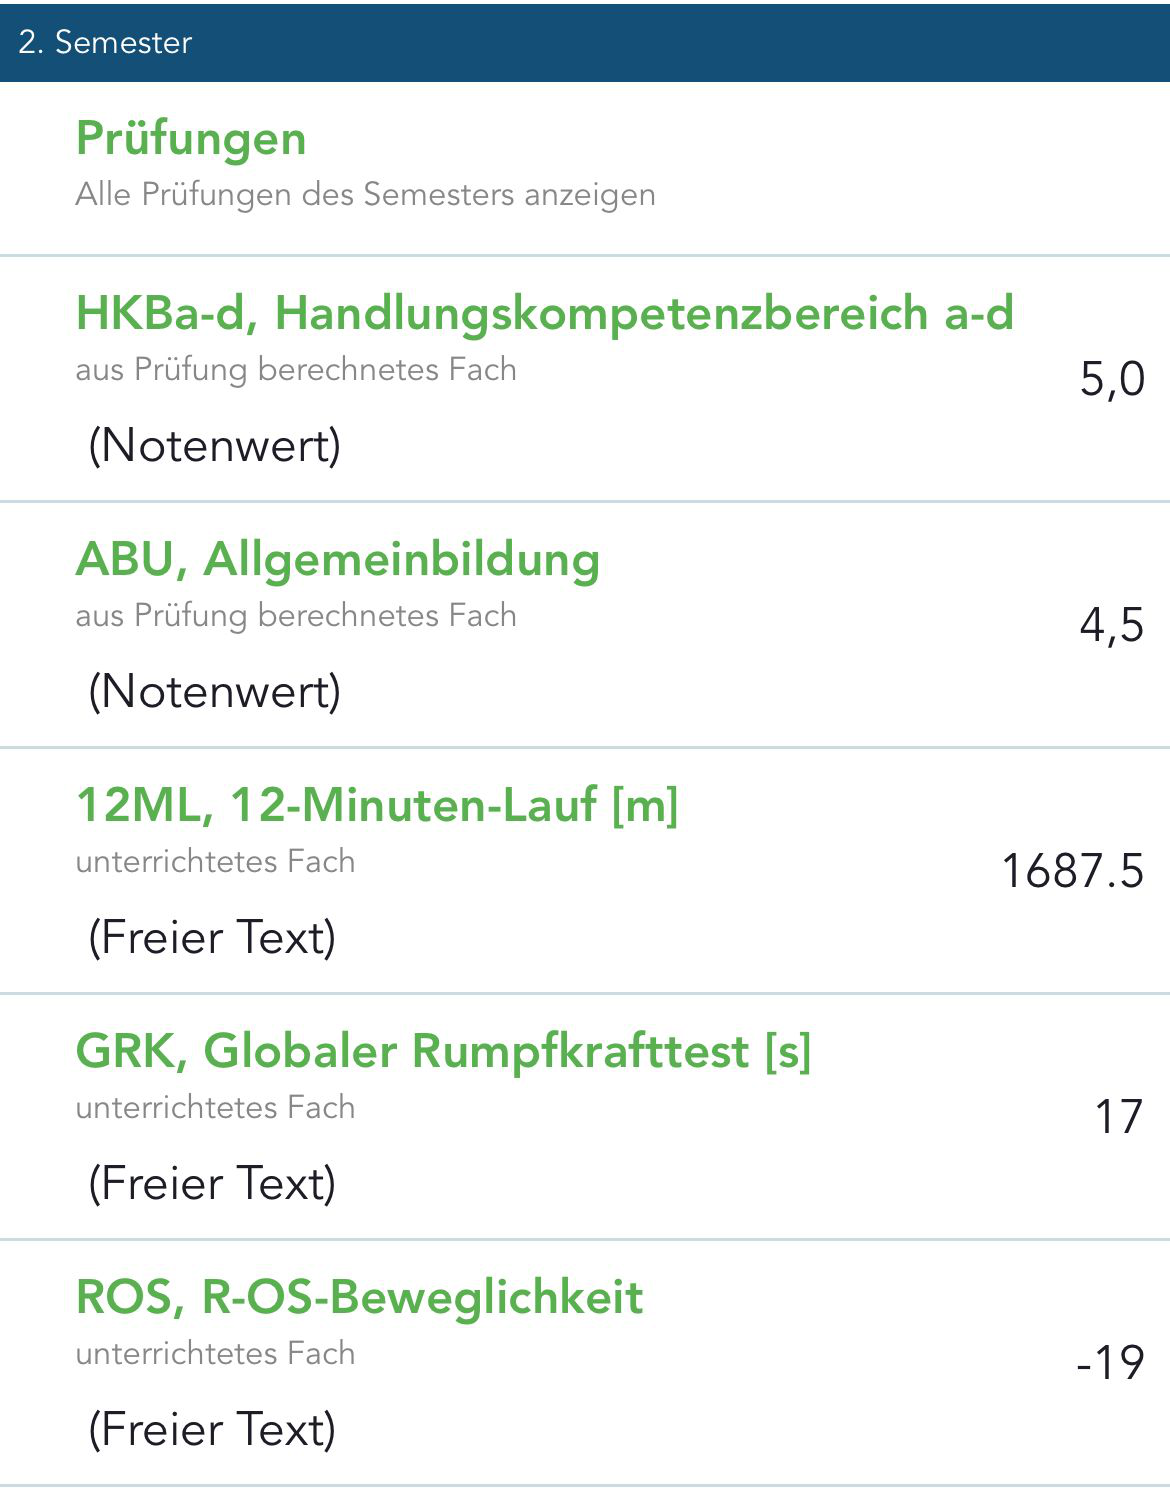 2. Semester
Prüfungen
Alle Prüfungen des Semesters anzeigen
HKBa-d, Handlungskompetenzbereich a-d
aus Prüfung berechnetes Fach
5,0
(Notenwert)
ABU, Allgemeinbildung
aus Prüfung berechnetes Fach
4,5
(Notenwert)
12ML, 12-Minuten-Lauf [m]
unterrichtetes Fach
1687.5
(Freier Text)
GRK, Globaler Rumpfkrafttest [s]
unterrichtetes Fach
17
(Freier Text)
ROS, R-OS-Beweglichkeit
unterrichtetes Fach
-19
(Freier Text)